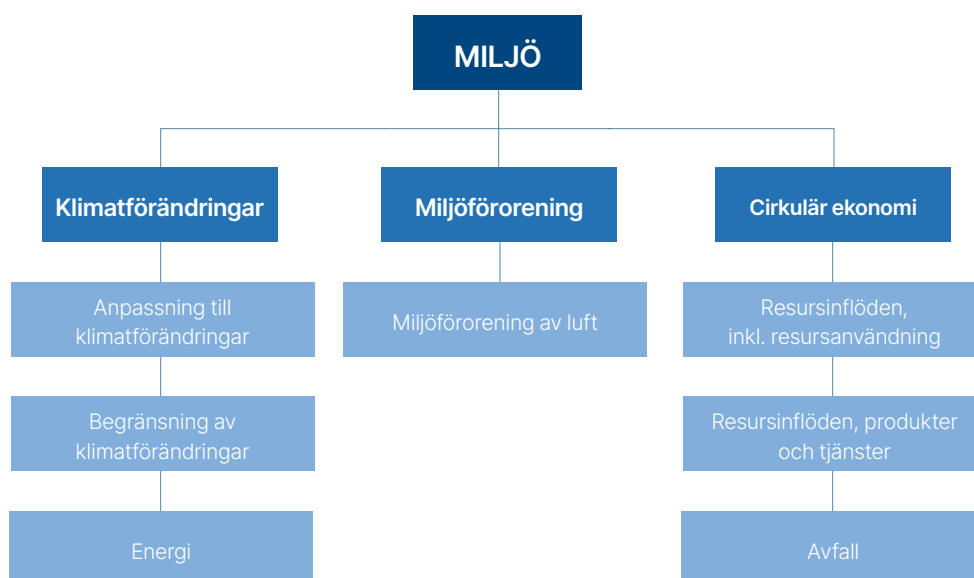 MILJÖ
Klimatförändringar
Miljöförorening
Cirkulär ekonomi
Anpassning till
klimatförändringar
Miljöförorening av luft
Resursinflöden,
inkl. resursanvändning
Begränsning av
klimatförändringar
Resursinflöden, produkter
och tjänster
Energi
Avfall